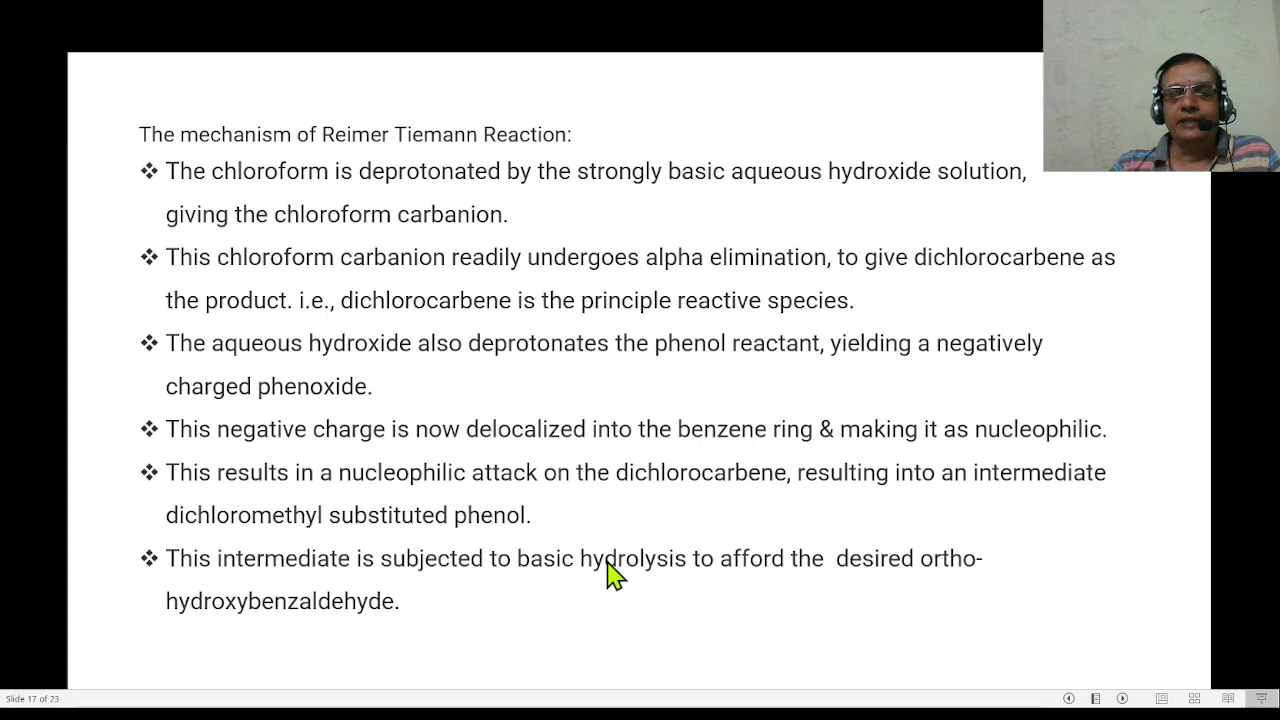 The mechanism of Reimer Tiemann Reaction:
❖ The chloroform is deprotonated by the strongly basic aqueous hydroxide solution,
giving the chloroform carbanion.
❖ This chloroform carbanion readily undergoes alpha elimination, to give dichlorocarbene as
the product. i.e., dichlorocarbene is the principle reactive species.
❖ The aqueous hydroxide also deprotonates the phenol reactant, yielding a negatively
charged phenoxide.
❖ This negative charge is now delocalized into the benzene ring & making it as nucleophilic.
❖ This results in a nucleophilic attack on the dichlorocarbene, resulting into an intermediate
dichloromethyl substituted phenol.
❖ This intermediate is subjected to basic hydrolysis to afford the desired ortho-
hydroxybenzaldehyde.
Slide 17 of 23